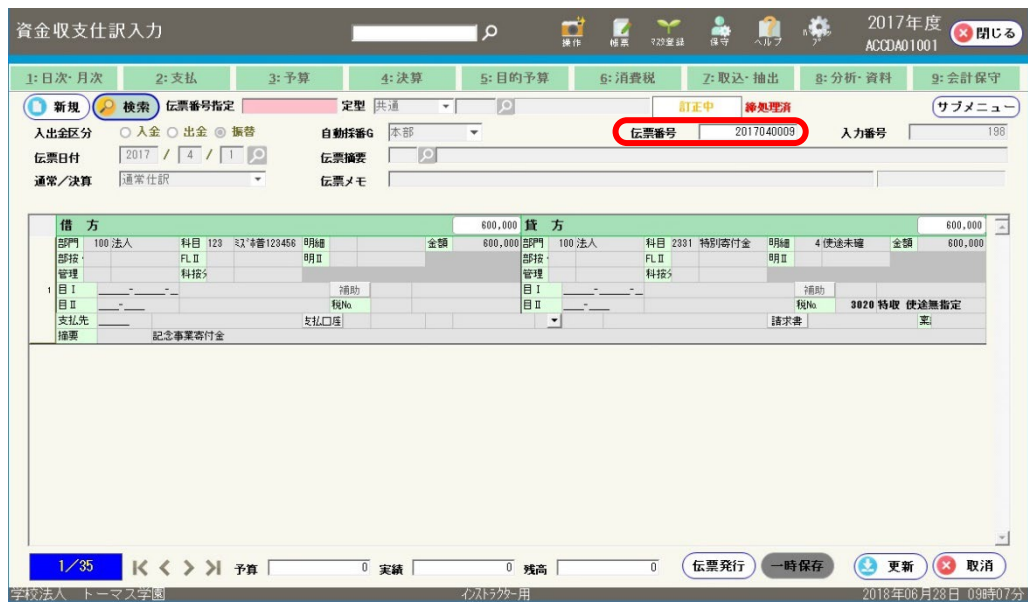 資金収支仕訳入力 操作 帳票 ﾏｽﾀ登録 保守 ヘルプ 2017年度 ACCDA01001 閉じる
1:日次・月次 2:支払 3:予算 4:決算 5:目的予算 6:消費税 7:取込・抽出 8:分析・資料 9:会計保守
新規 検索 伝票番号指定 定型 共通 訂正中 締処理済 サブメニュー
入出金区分 入金 出金 振替 自動採番G 本部 伝票番号 2017040009 入力番号 198
伝票日付 2017 / 4 / 1 伝票摘要
通常/決算 通常仕訳 伝票メモ
借 方 600,000 貸 方 600,000
部門 100 法人 科目 123 ﾐｽﾞﾎ普123456 明細 金額 600,000 部門 100 法人 科目 2331 特別寄付金 明細 4 使途未確 金額 600,000
部按 FLⅡ 明Ⅱ 部按 FLⅡ 明Ⅱ
管理 科按 管理 科按
1 目Ⅰ 補助 目Ⅰ 補助
目Ⅱ 税No. 目Ⅱ 税No. 3020 特収 使途無指定
支払先 支払口座 請求書
摘要 記念事業寄付金
1/35 予算 0 実績 0 残高 0 伝票発行 一時保存 更新 取消
学校法人 トーマス学園 インストラクター用 2018年06月28日 09時07分